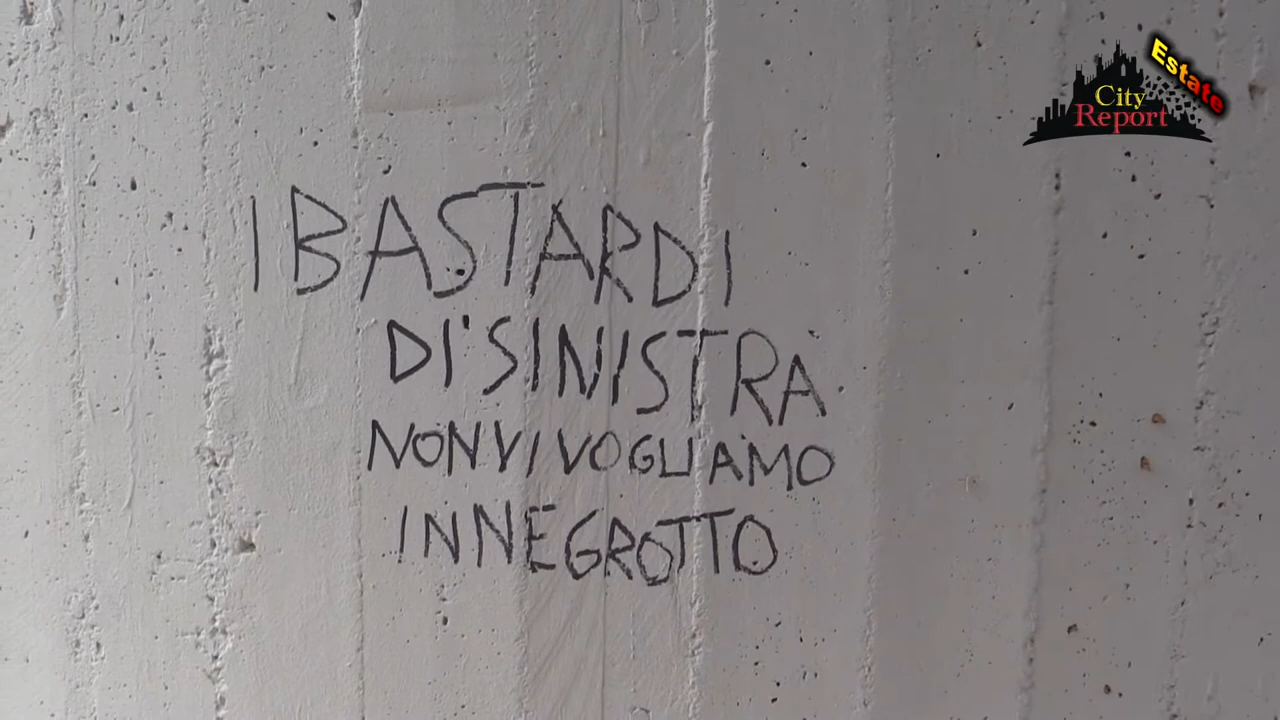 Estate
City
Report
I BASTARDI
DI' SINISTRA
NON VI VOGLIAMO
IN NEGROTTO